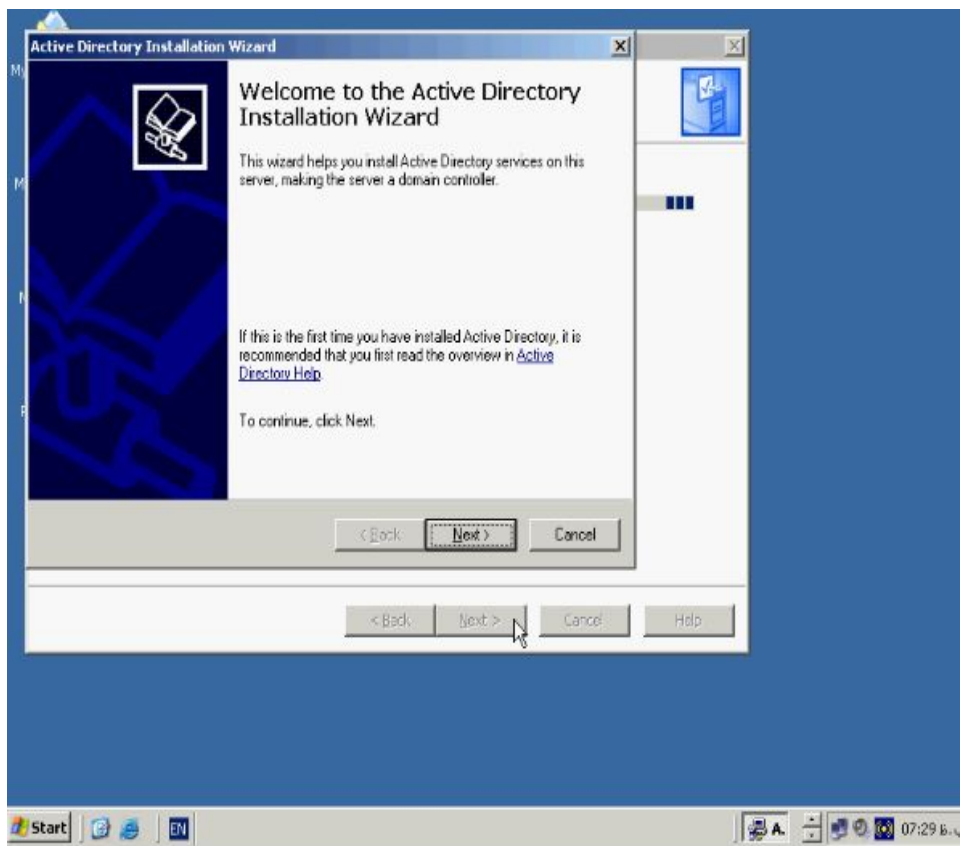 Active Directory Installation Wizard
Welcome to the Active Directory
Installation Wizard
This wizard helps you install Active Directory services on this
server, making the server a domain controller.
If this is the first time you have installed Active Directory, it is
recommended that you first read the overview in Active
Directory Help.
To continue, click Next.
< Back
Next >
Cancel
< Back
Next >
Cancel
Help
Start
EN
A.
07:29